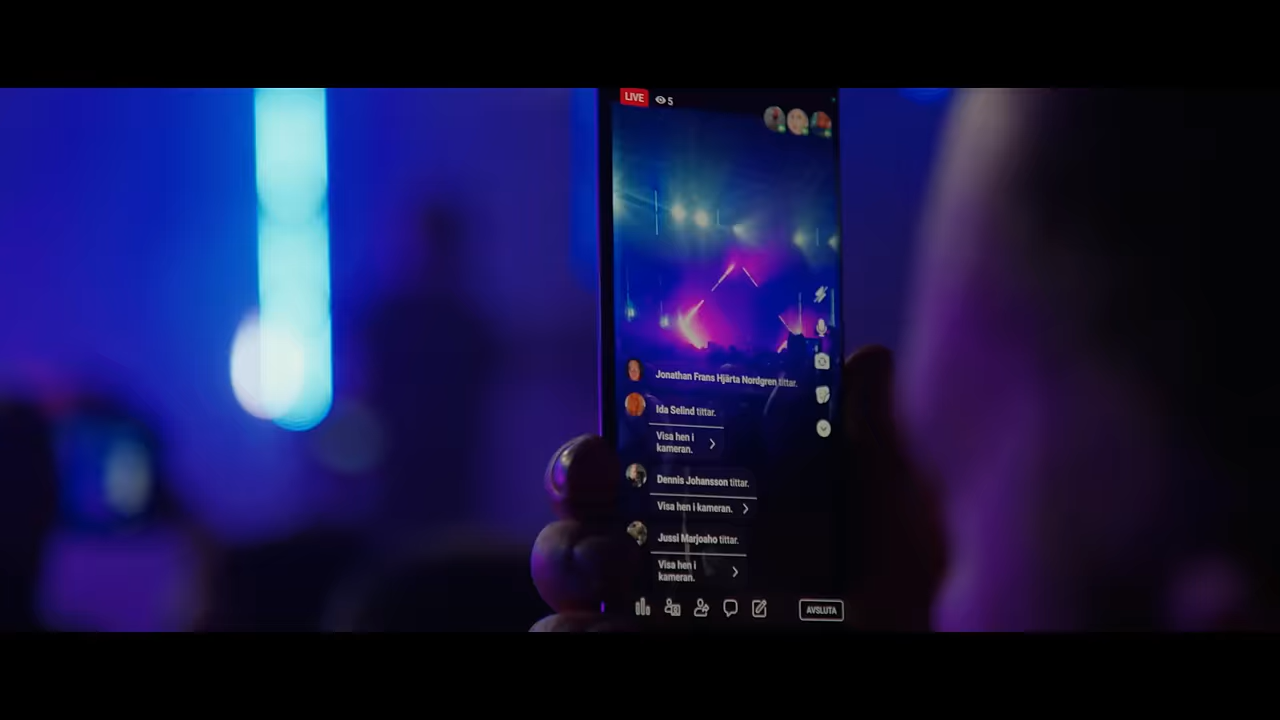 LIVE 5
Jonathan Frans Hjärta Nordgren tittar.
Ida Selind tittar.
Visa hen i
kameran.
Dennis Johansson tittar.
Visa hen i kameran.
Jussi Marjoaho tittar.
Visa hen i
kameran.
AVSLUTA